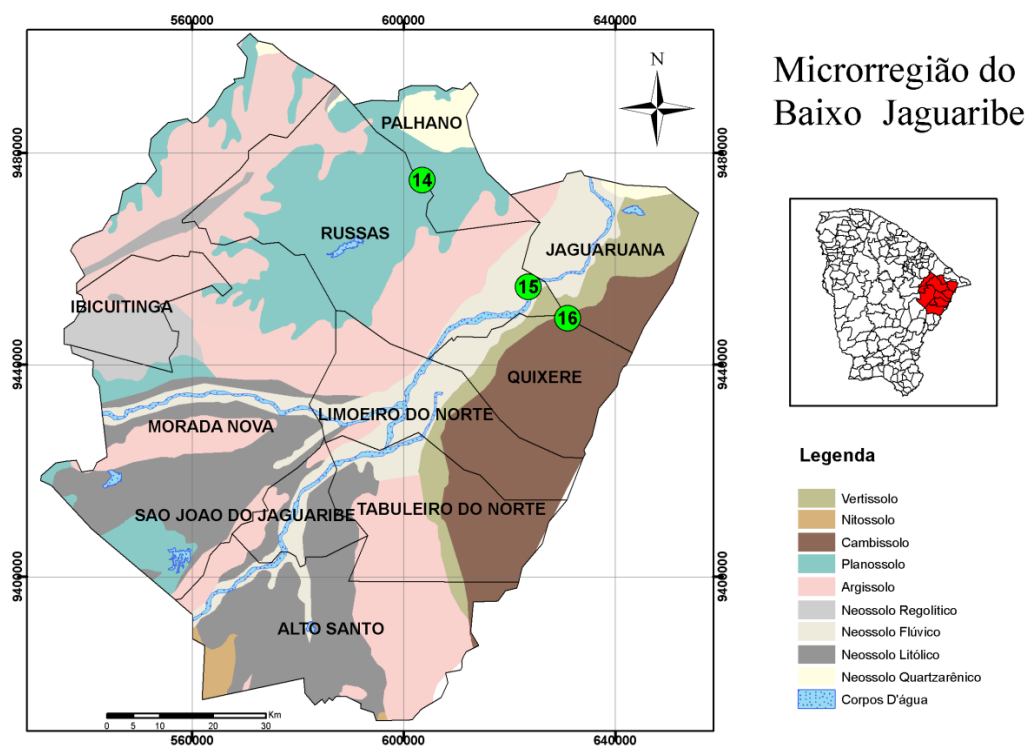 560000
600000
640000
Microrregião do
Baixo Jaguaribe
N
PALHANO
9480000
9480000
14
RUSSAS
JAGUARUANA
15
IBICUITINGA
16
9440000
9440000
QUIXERE
LIMOEIRO DO NORTE
MORADA NOVA
Legenda
Vertissolo
Nitossolo
Cambissolo
Planossolo
Argissolo
Neossolo Regolítico
Neossolo Flúvico
Neossolo Litólico
Neossolo Quartzarênico
Corpos D'água
SAO JOAO DO JAGUARIBE
TABULEIRO DO NORTE
9400000
9400000
ALTO SANTO
Km
0 5 10 20 30
560000
600000
640000